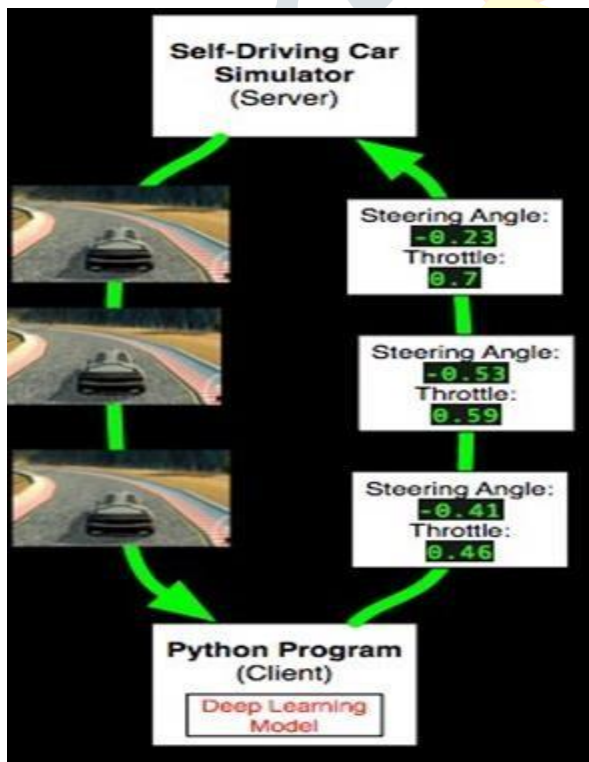 Self-Driving Car
Simulator
(Server)
Steering Angle:
-0.23
Throttle:
0.7
Steering Angle:
-0.53
Throttle:
0.59
Steering Angle:
-0.41
Throttle:
0.46
Python Program
(Client)
Deep Learning
Model